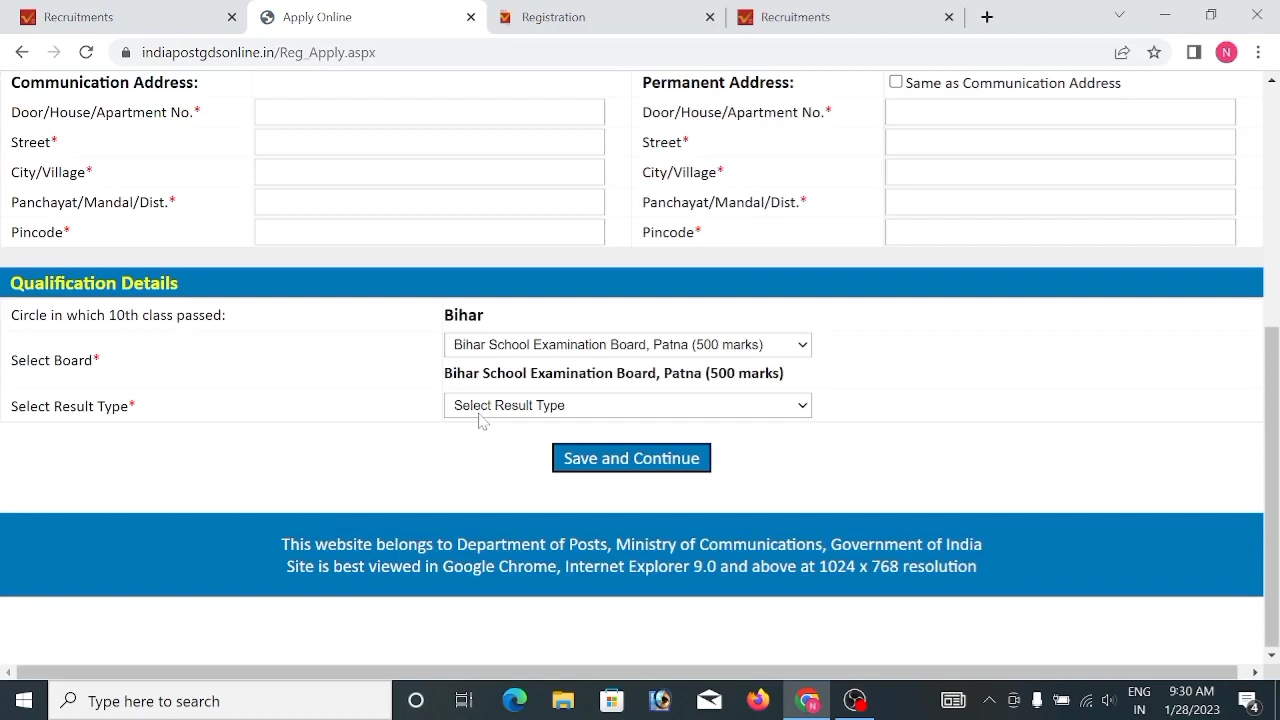 Recruitments
Apply Online
Registration
Recruitments
indiapostgdsonline.in/Reg_Apply.aspx
N
Communication Address:
Permanent Address:
Same as Communication Address
Door/House/Apartment No.*
Door/House/Apartment No.*
Street*
Street*
City/Village*
City/Village*
Panchayat/Mandal/Dist.*
Panchayat/Mandal/Dist.*
Pincode*
Pincode*
Qualification Details
Circle in which 10th class passed:
Bihar
Select Board*
Bihar School Examination Board, Patna (500 marks)
Bihar School Examination Board, Patna (500 marks)
Select Result Type*
Select Result Type
Save and Continue
This website belongs to Department of Posts, Ministry of Communications, Government of India
Site is best viewed in Google Chrome, Internet Explorer 9.0 and above at 1024 x 768 resolution
Type here to search
N
ENG
IN
9:30 AM
1/28/2023
4